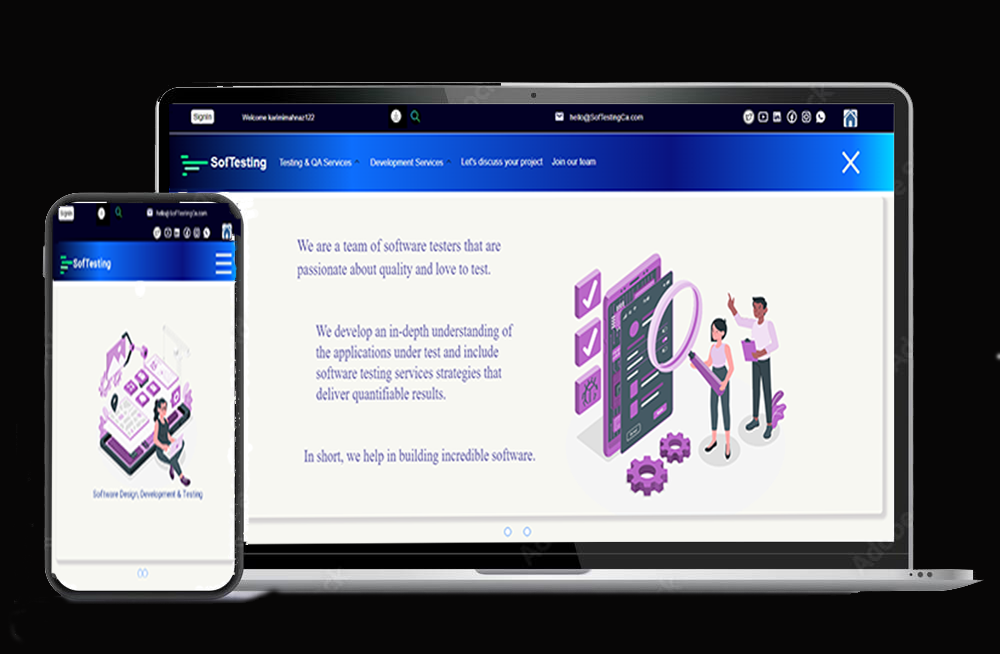 SignIn
Welcome karimimahnaz122
hello@SofTestingCa.com
SofTesting
Testing & QA Services
Development Services
Let's discuss your project
Join our team
We are a team of software testers that are
passionate about quality and love to test.
We develop an in-depth understanding of
the applications under test and include
software testing services strategies that
deliver quantifiable results.
In short, we help in building incredible software.
SignIn
hello@SofTestingCa.com
SofTesting
Software Design, Development & Testing